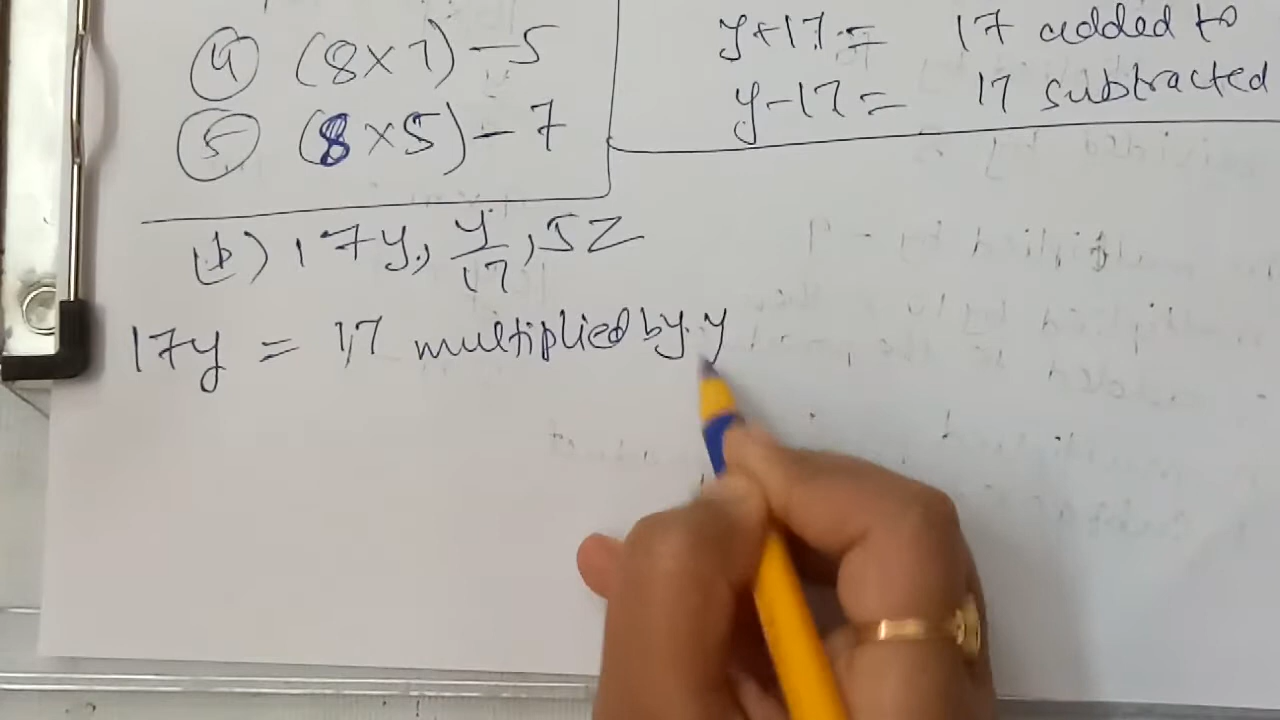 ④ (8×7)-5
⑤ (8×5)-7
y+17 = 17 added to
y-17= 17 subtracted
(b) 17y, y/17, 5z
17y = 17 multiplied by y